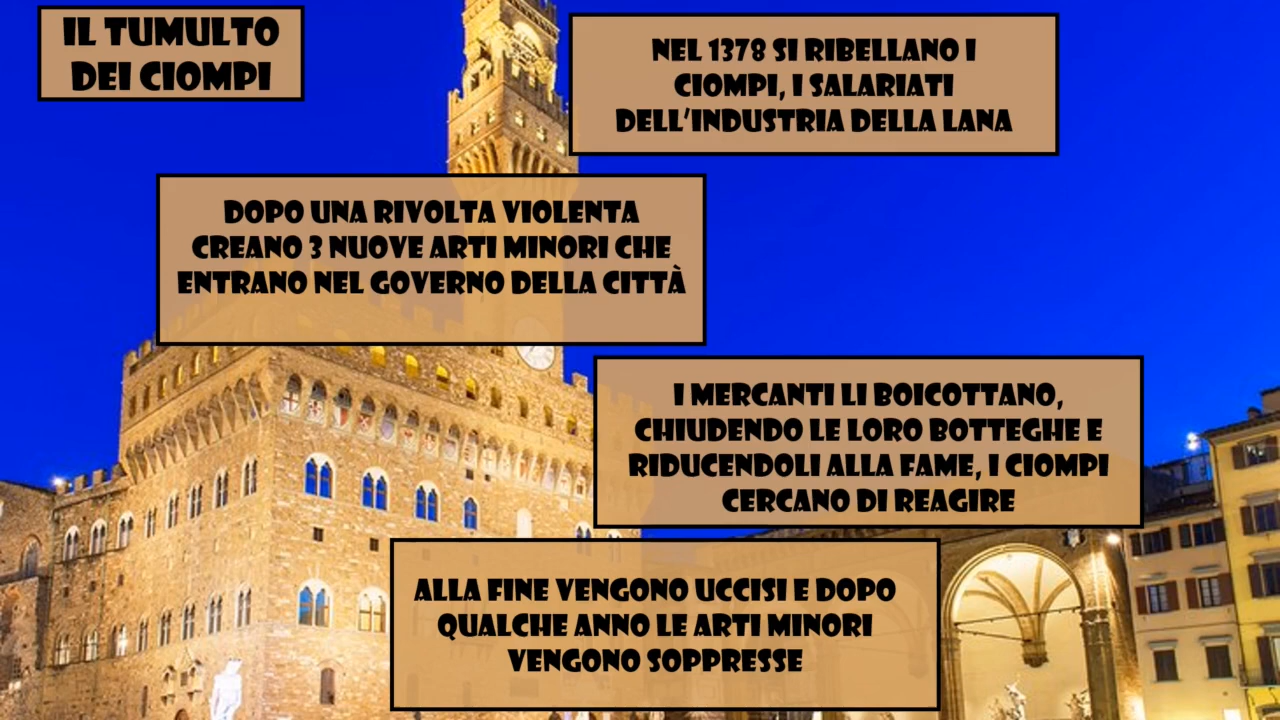 IL TUMULTO
DEI CIOMPI
NEL 1378 SI RIBELLANO I
CIOMPI, I SALARIATI
DELL'INDUSTRIA DELLA LANA
DOPO UNA RIVOLTA VIOLENTA
CREANO 3 NUOVE ARTI MINORI CHE
ENTRANO NEL GOVERNO DELLA CITTÀ
I MERCANTI LI BOICOTTANO,
CHIUDENDO LE LORO BOTTEGHE E
RIDUCENDOLI ALLA FAME, I CIOMPI
CERCANO DI REAGIRE
ALLA FINE VENGONO UCCISI E DOPO
QUALCHE ANNO LE ARTI MINORI
VENGONO SOPPRESSE